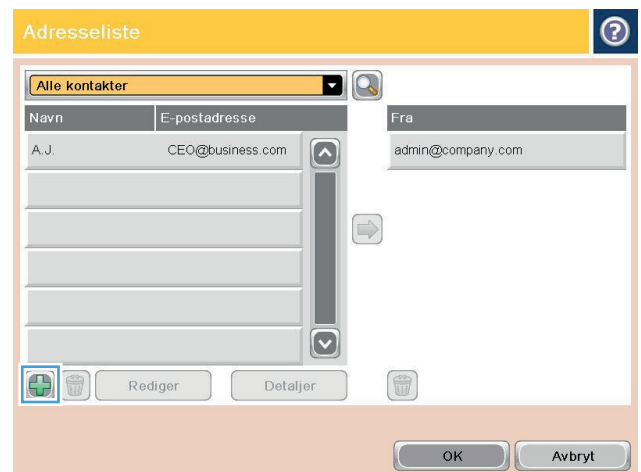 Adresseliste
?
Alle kontakter
Navn E-postadresse Fra
A.J. CEO@business.com admin@company.com
Rediger Detaljer
OK Avbryt